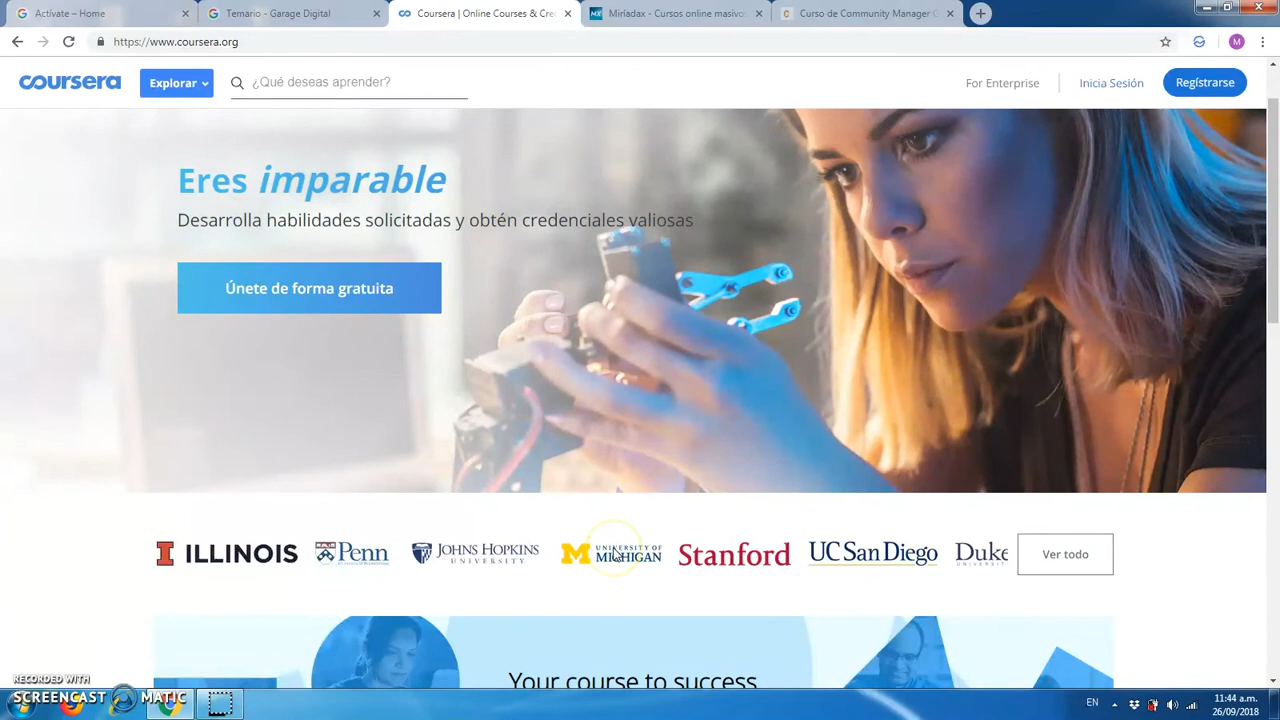 Actívate – Home
Temario - Garage Digital
Coursera | Online Courses & Cre
Miríadax - Cursos online masivo
Curso de Community Manager
https://www.coursera.org
coursera
Explorar
¿Qué deseas aprender?
For Enterprise
Inicia Sesión
Regístrarse
M
Eres imparable
Desarrolla habilidades solicitadas y obtén credenciales valiosas
Únete de forma gratuita
I ILLINOIS
Penn
JOHNS HOPKINS
UNIVERSITY
M UNIVERSITY OF
MICHIGAN
Stanford
UC San Diego
Duke
Ver todo
Your course to success
RECORDED WITH
SCREENCAST MATIC
EN
11:44 a.m.
26/09/2018